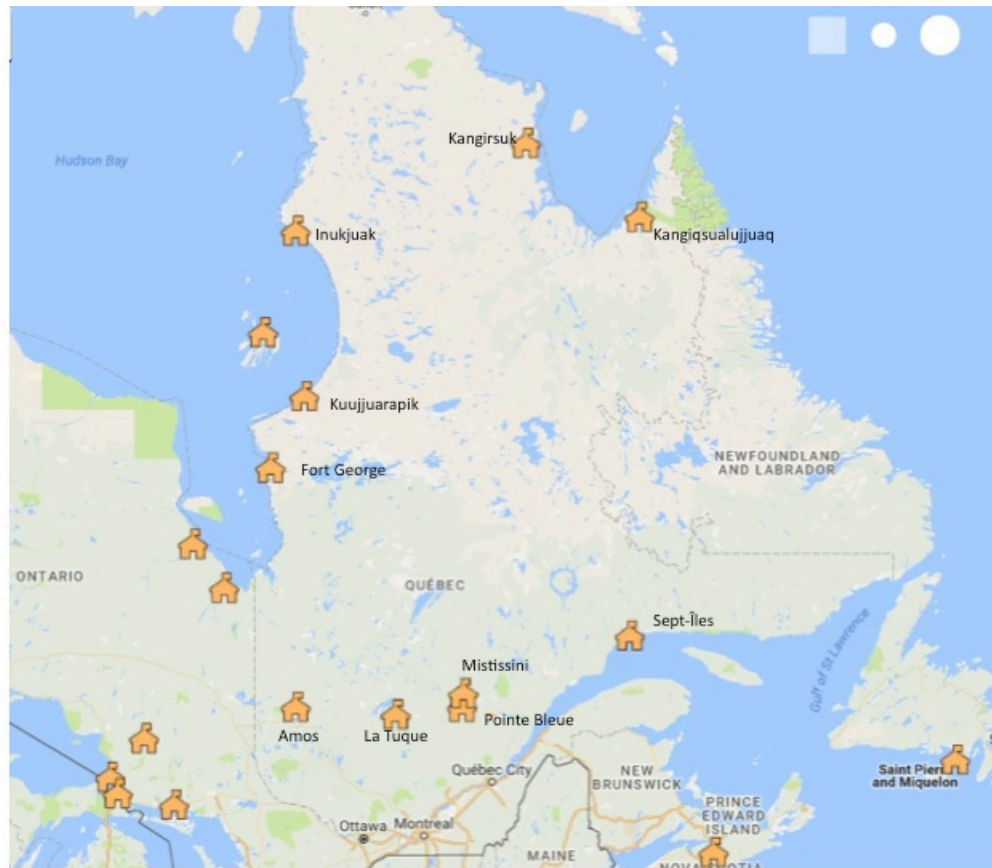 Kangirsuk
Hudson Bay
Inukjuak
Kangiqsualujjuaq
Kuujjuarapik
NEWFOUNDLAND
AND LABRADOR
Fort George
ONTARIO
QUÉBEC
Sept-Îles
Gulf of St Lawrence
Mistissini
Pointe Bleue
Amos
La Tuque
Québec City
NEW
BRUNSWICK
Saint Pierre
and Miquelon
PRINCE
EDWARD
ISLAND
Ottawa
Montreal
MAINE